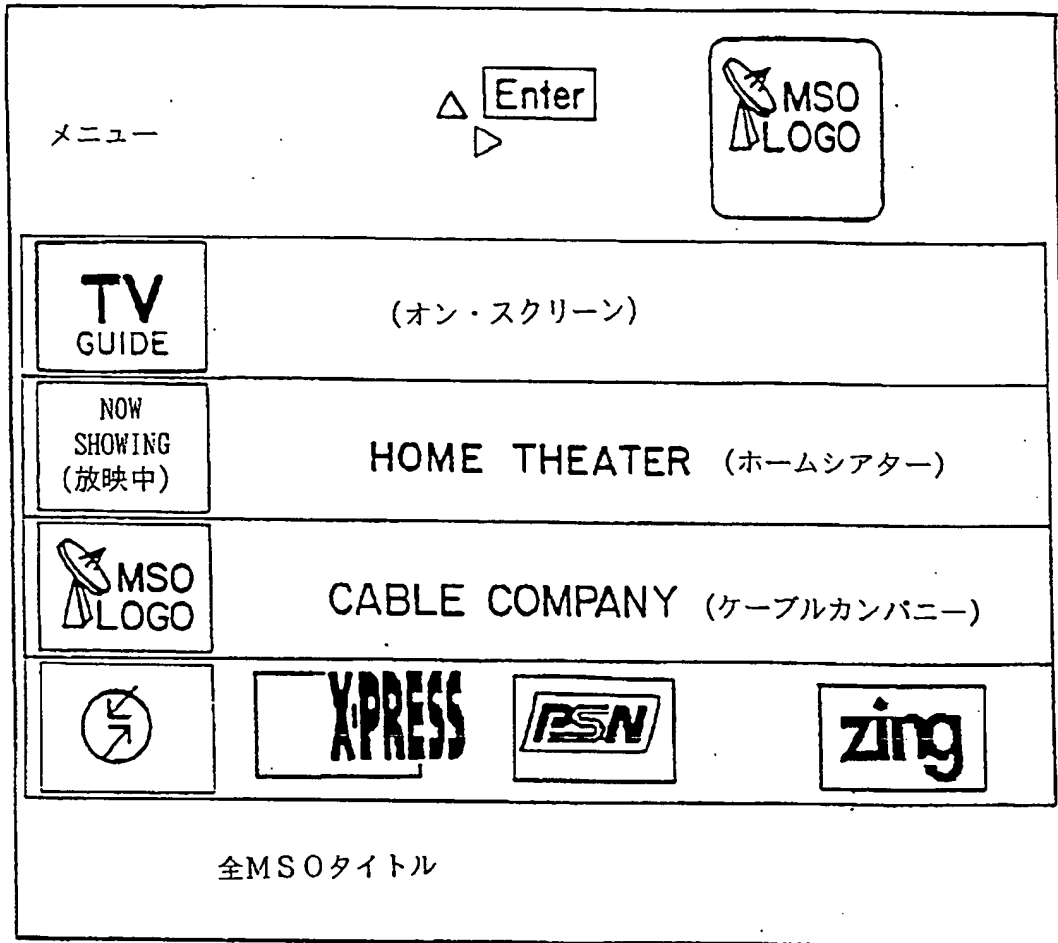 メニュー
Enter
MSO
LOGO
TV
GUIDE
(オン・スクリーン)
NOW
SHOWING
(放映中)
HOME THEATER (ホームシアター)
MSO
LOGO
CABLE COMPANY (ケーブルカンパニー)
X·PRESS
PSN
zing
全MSOタイトル